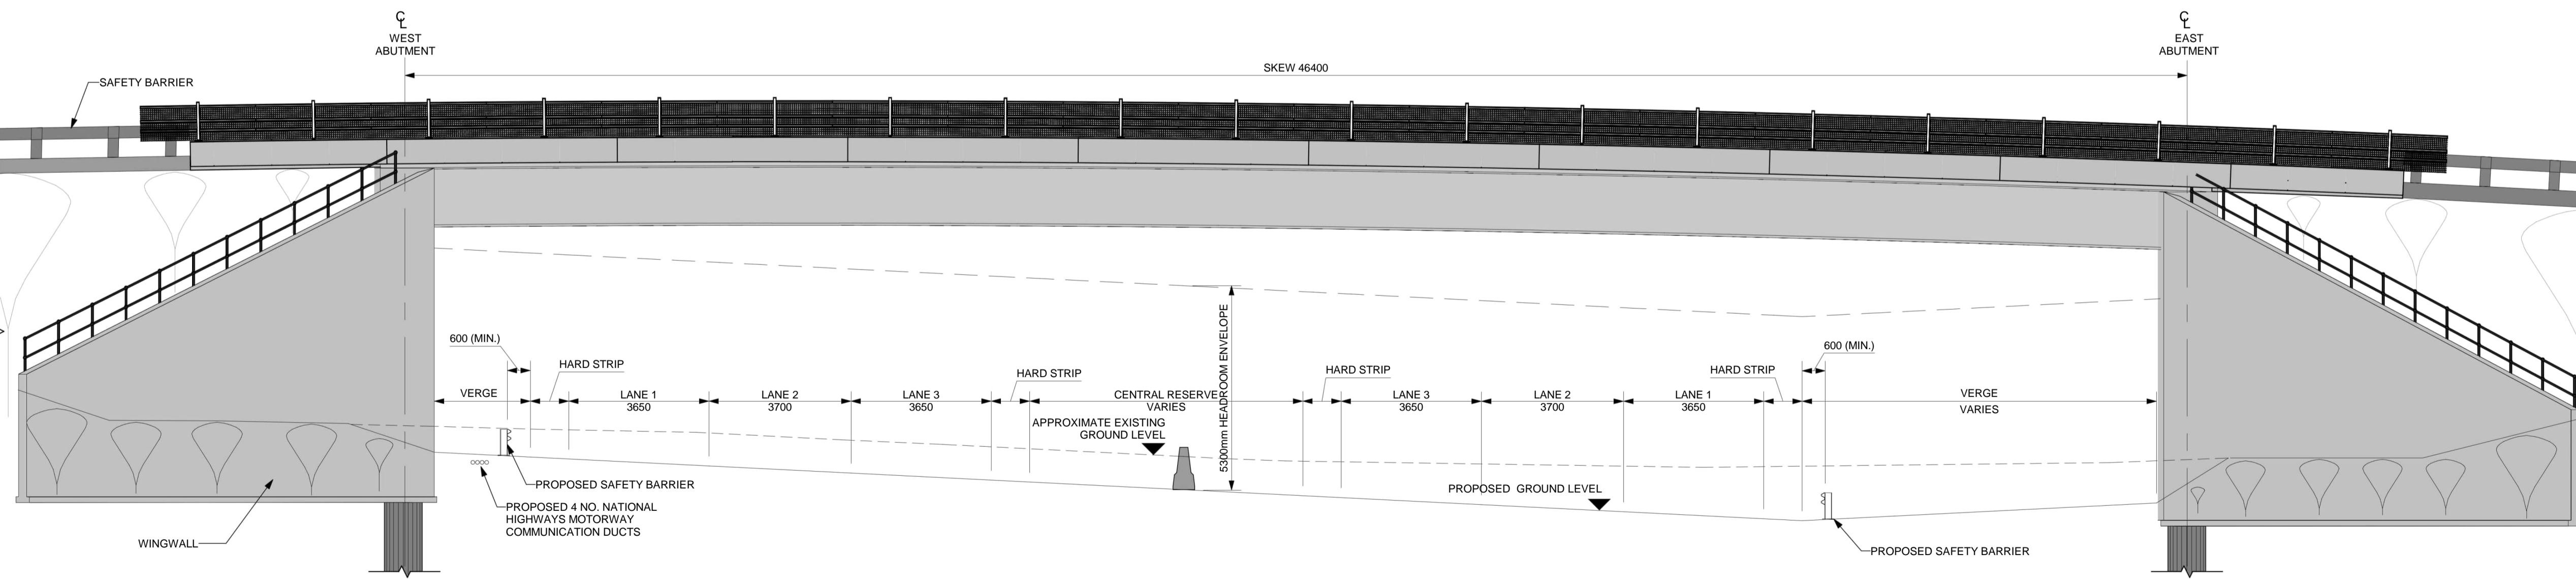 ℄
WEST
ABUTMENT
℄
EAST
ABUTMENT
SKEW 46400
SAFETY BARRIER
600 (MIN.)
HARD STRIP
VERGE
LANE 1
3650
LANE 2
3700
LANE 3
3650
HARD STRIP
CENTRAL RESERVE
VARIES
5300mm HEADROOM ENVELOPE
HARD STRIP
LANE 3
3650
LANE 2
3700
LANE 1
3650
HARD STRIP
600 (MIN.)
VERGE
VARIES
APPROXIMATE EXISTING
GROUND LEVEL
PROPOSED GROUND LEVEL
PROPOSED SAFETY BARRIER
PROPOSED 4 NO. NATIONAL
HIGHWAYS MOTORWAY
COMMUNICATION DUCTS
WINGWALL
PROPOSED SAFETY BARRIER